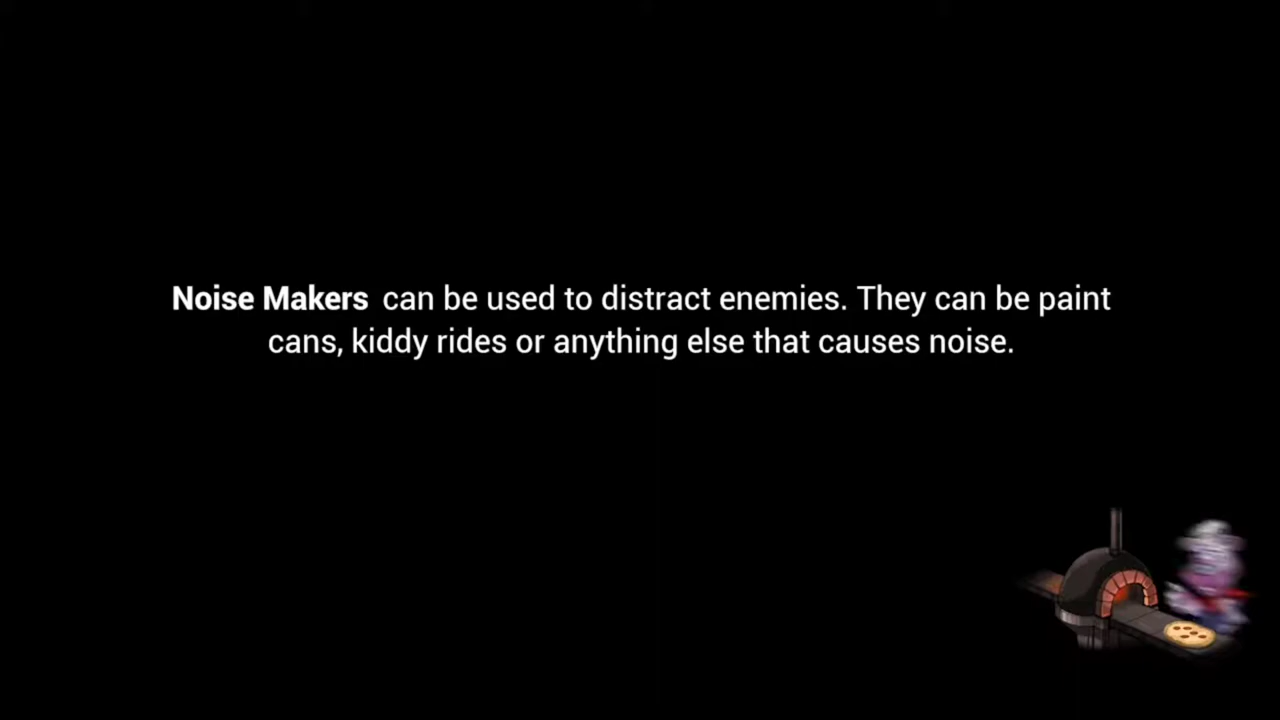 Noise Makers can be used to distract enemies. They can be paint
cans, kiddy rides or anything else that causes noise.